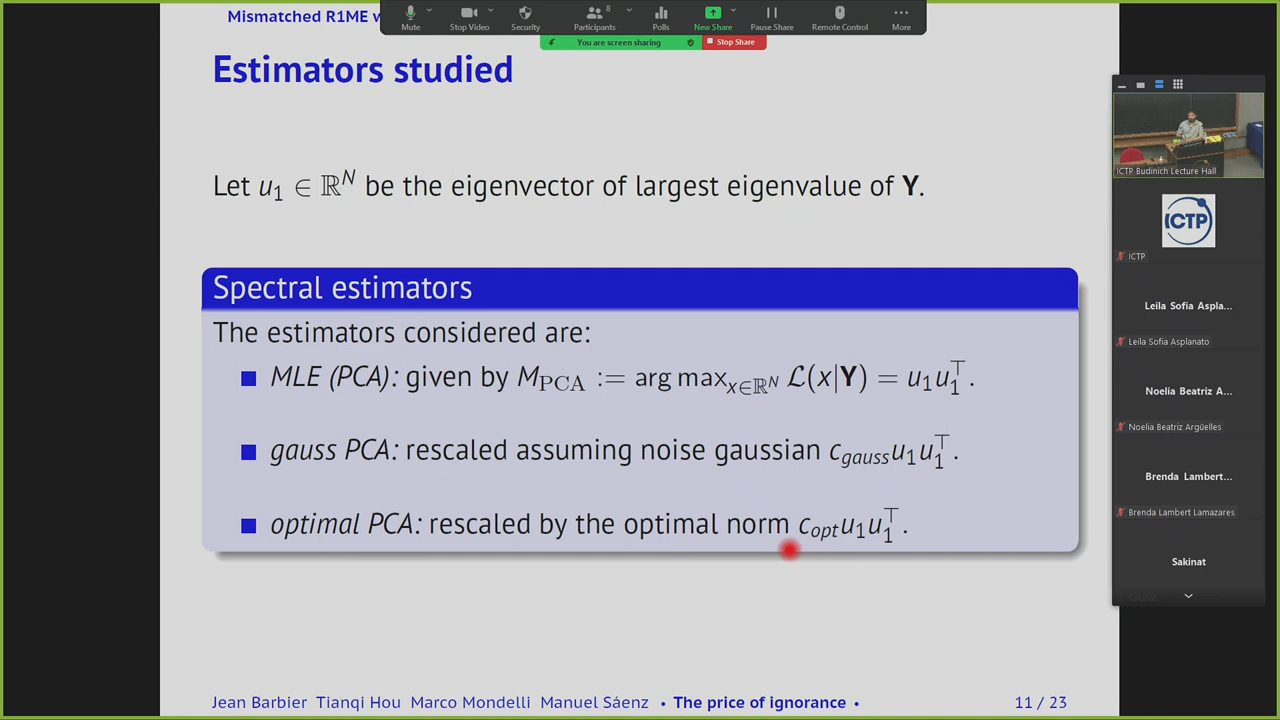 Mismatched R1ME w
Mute
Stop Video
Security
Participants
8
Polls
New Share
Pause Share
Remote Control
More
You are screen sharing
Stop Share
Estimators studied
Let u₁ ∈ ℝᴺ be the eigenvector of largest eigenvalue of Y.
Spectral estimators
The estimators considered are:
MLE (PCA): given by M_PCA := arg max_{x∈ℝᴺ} ℒ(x|Y) = u₁u₁^⊤.
gauss PCA: rescaled assuming noise gaussian c_gauss u₁u₁^⊤.
optimal PCA: rescaled by the optimal norm c_opt u₁u₁^⊤.
Jean Barbier Tianqi Hou Marco Mondelli Manuel Sáenz • The price of ignorance •
11 / 23
ICTP Budinich Lecture Hall
ICTP
ICTP
Leila Sofia Aspla...
Leila Sofia Asplanato
Noelia Beatriz A...
Noelia Beatriz Argüelles
Brenda Lambert...
Brenda Lambert Lamazares
Sakinat